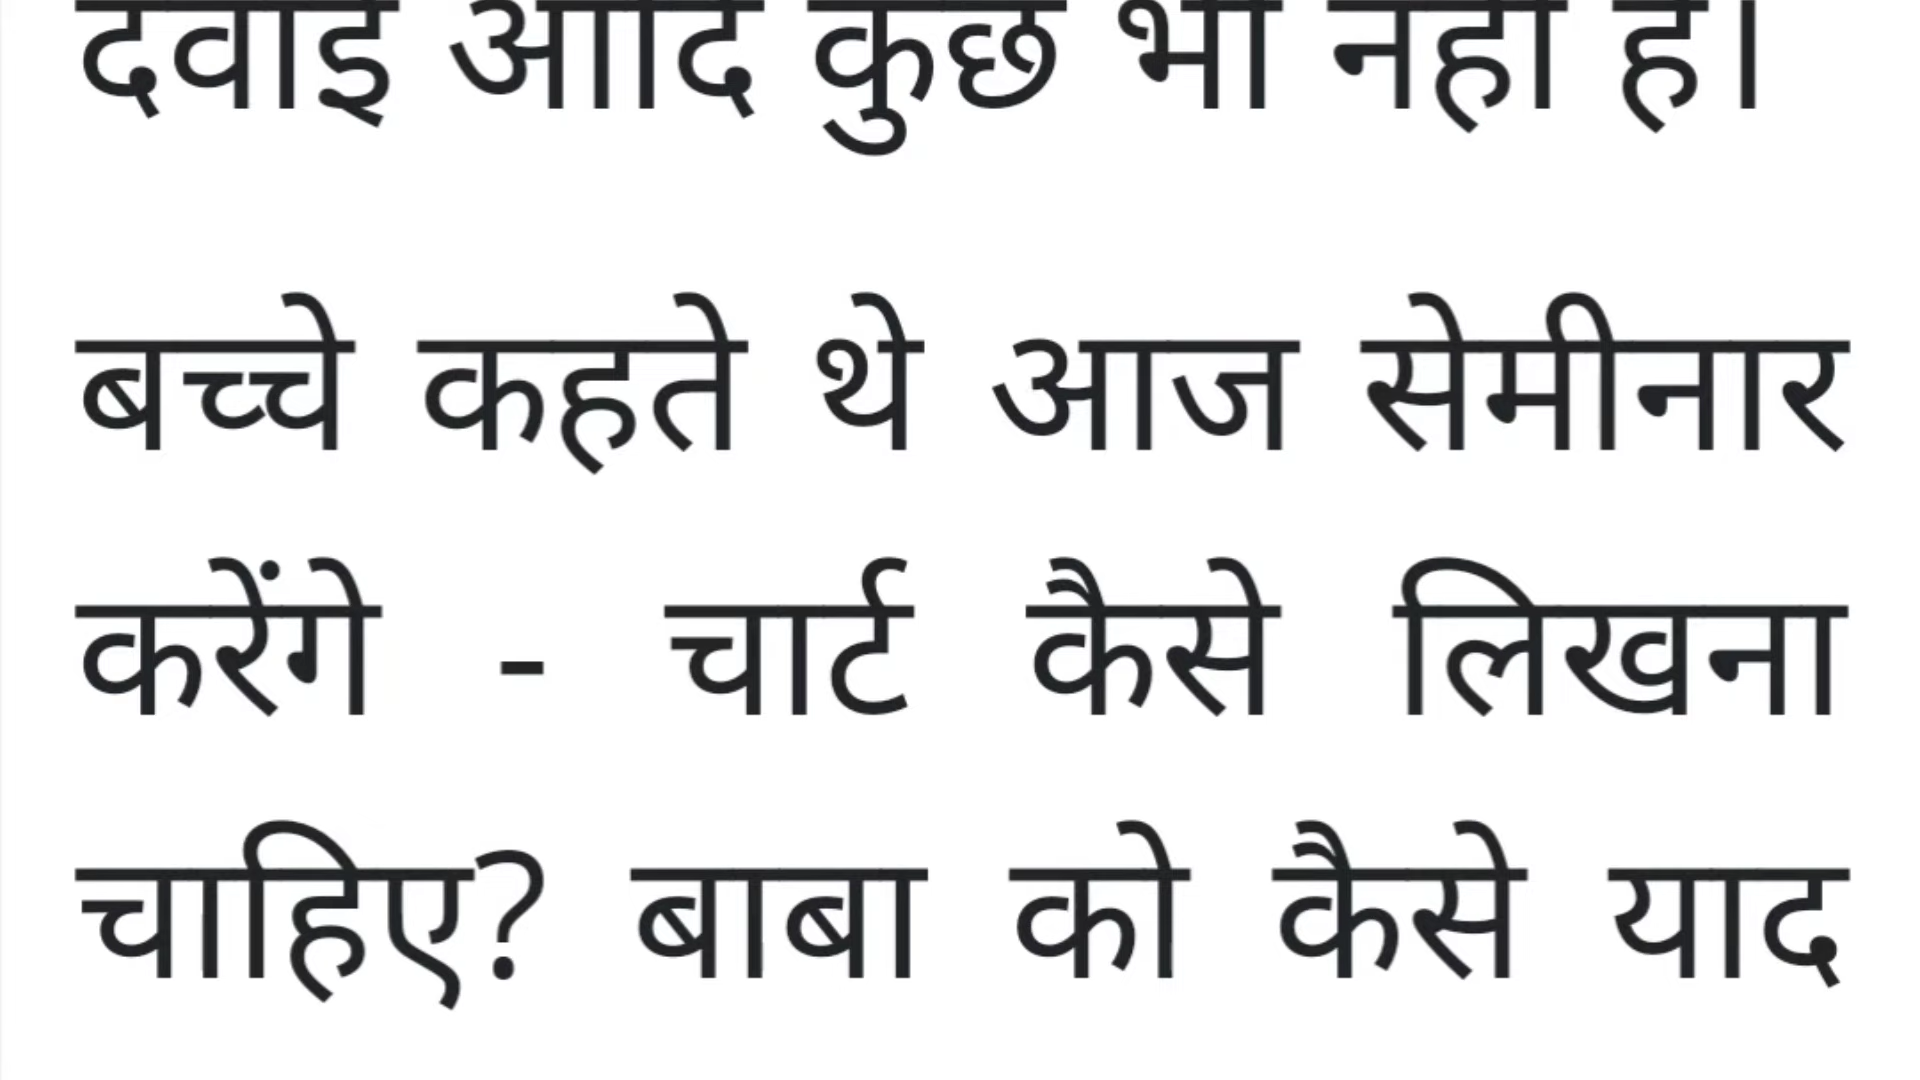 दवाई आदि कुछ भी नहीं है।
बच्चे कहते थे आज सेमीनार
करेंगे - चार्ट कैसे लिखना
चाहिए? बाबा को कैसे याद